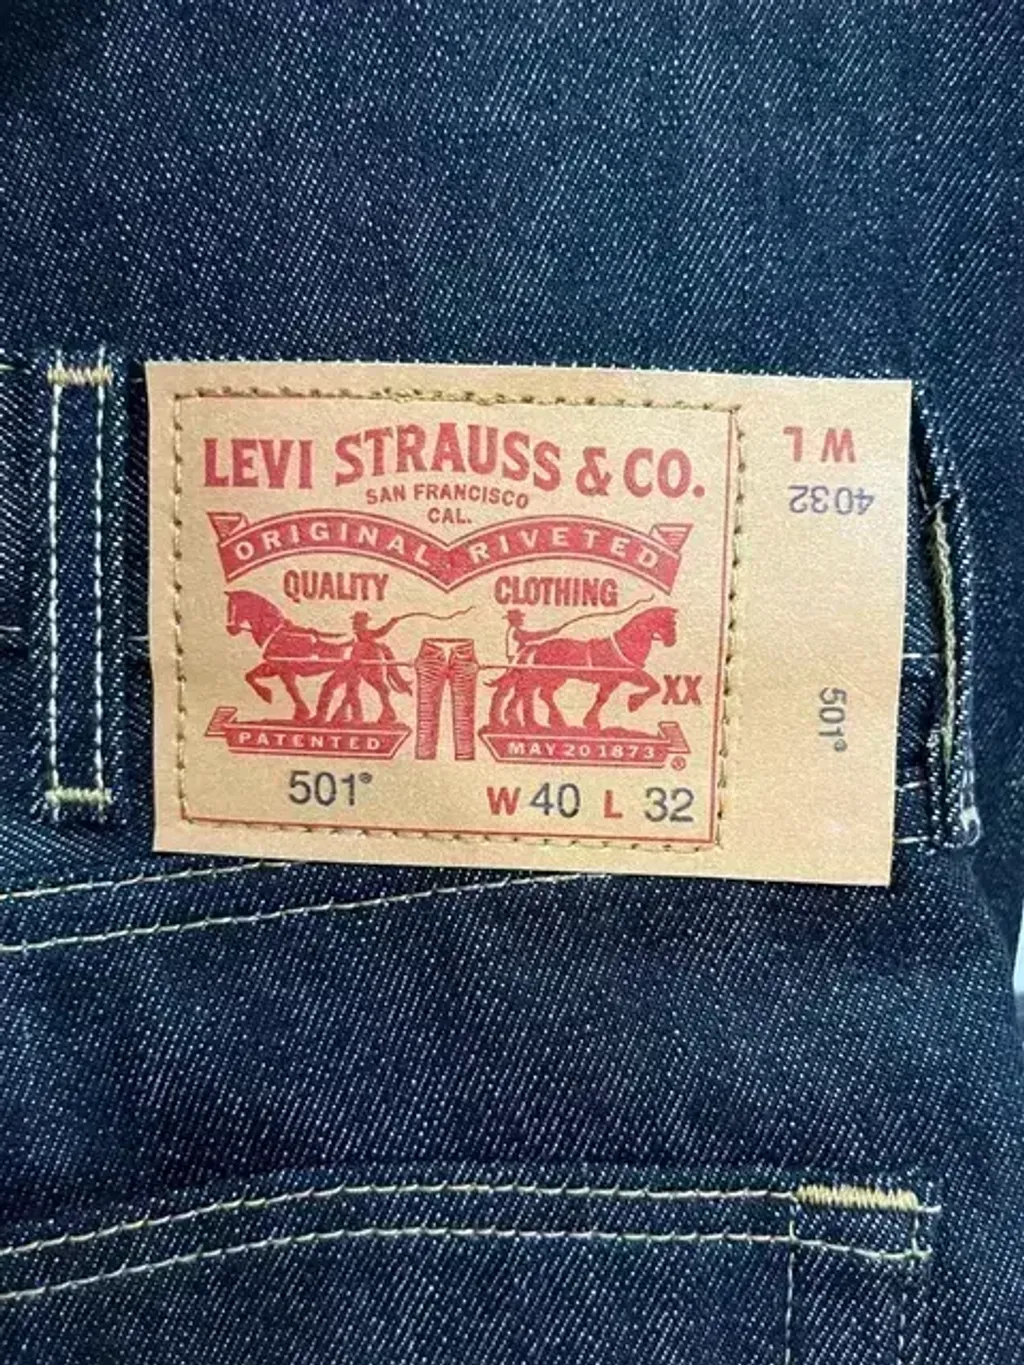 LEVI STRAUSS & CO.
SAN FRANCISCO
CAL.
ORIGINAL RIVETED
QUALITY CLOTHING
XX
PATENTED MAY 20 1873 ®
501® W 40 L 32
W L
4032
501®